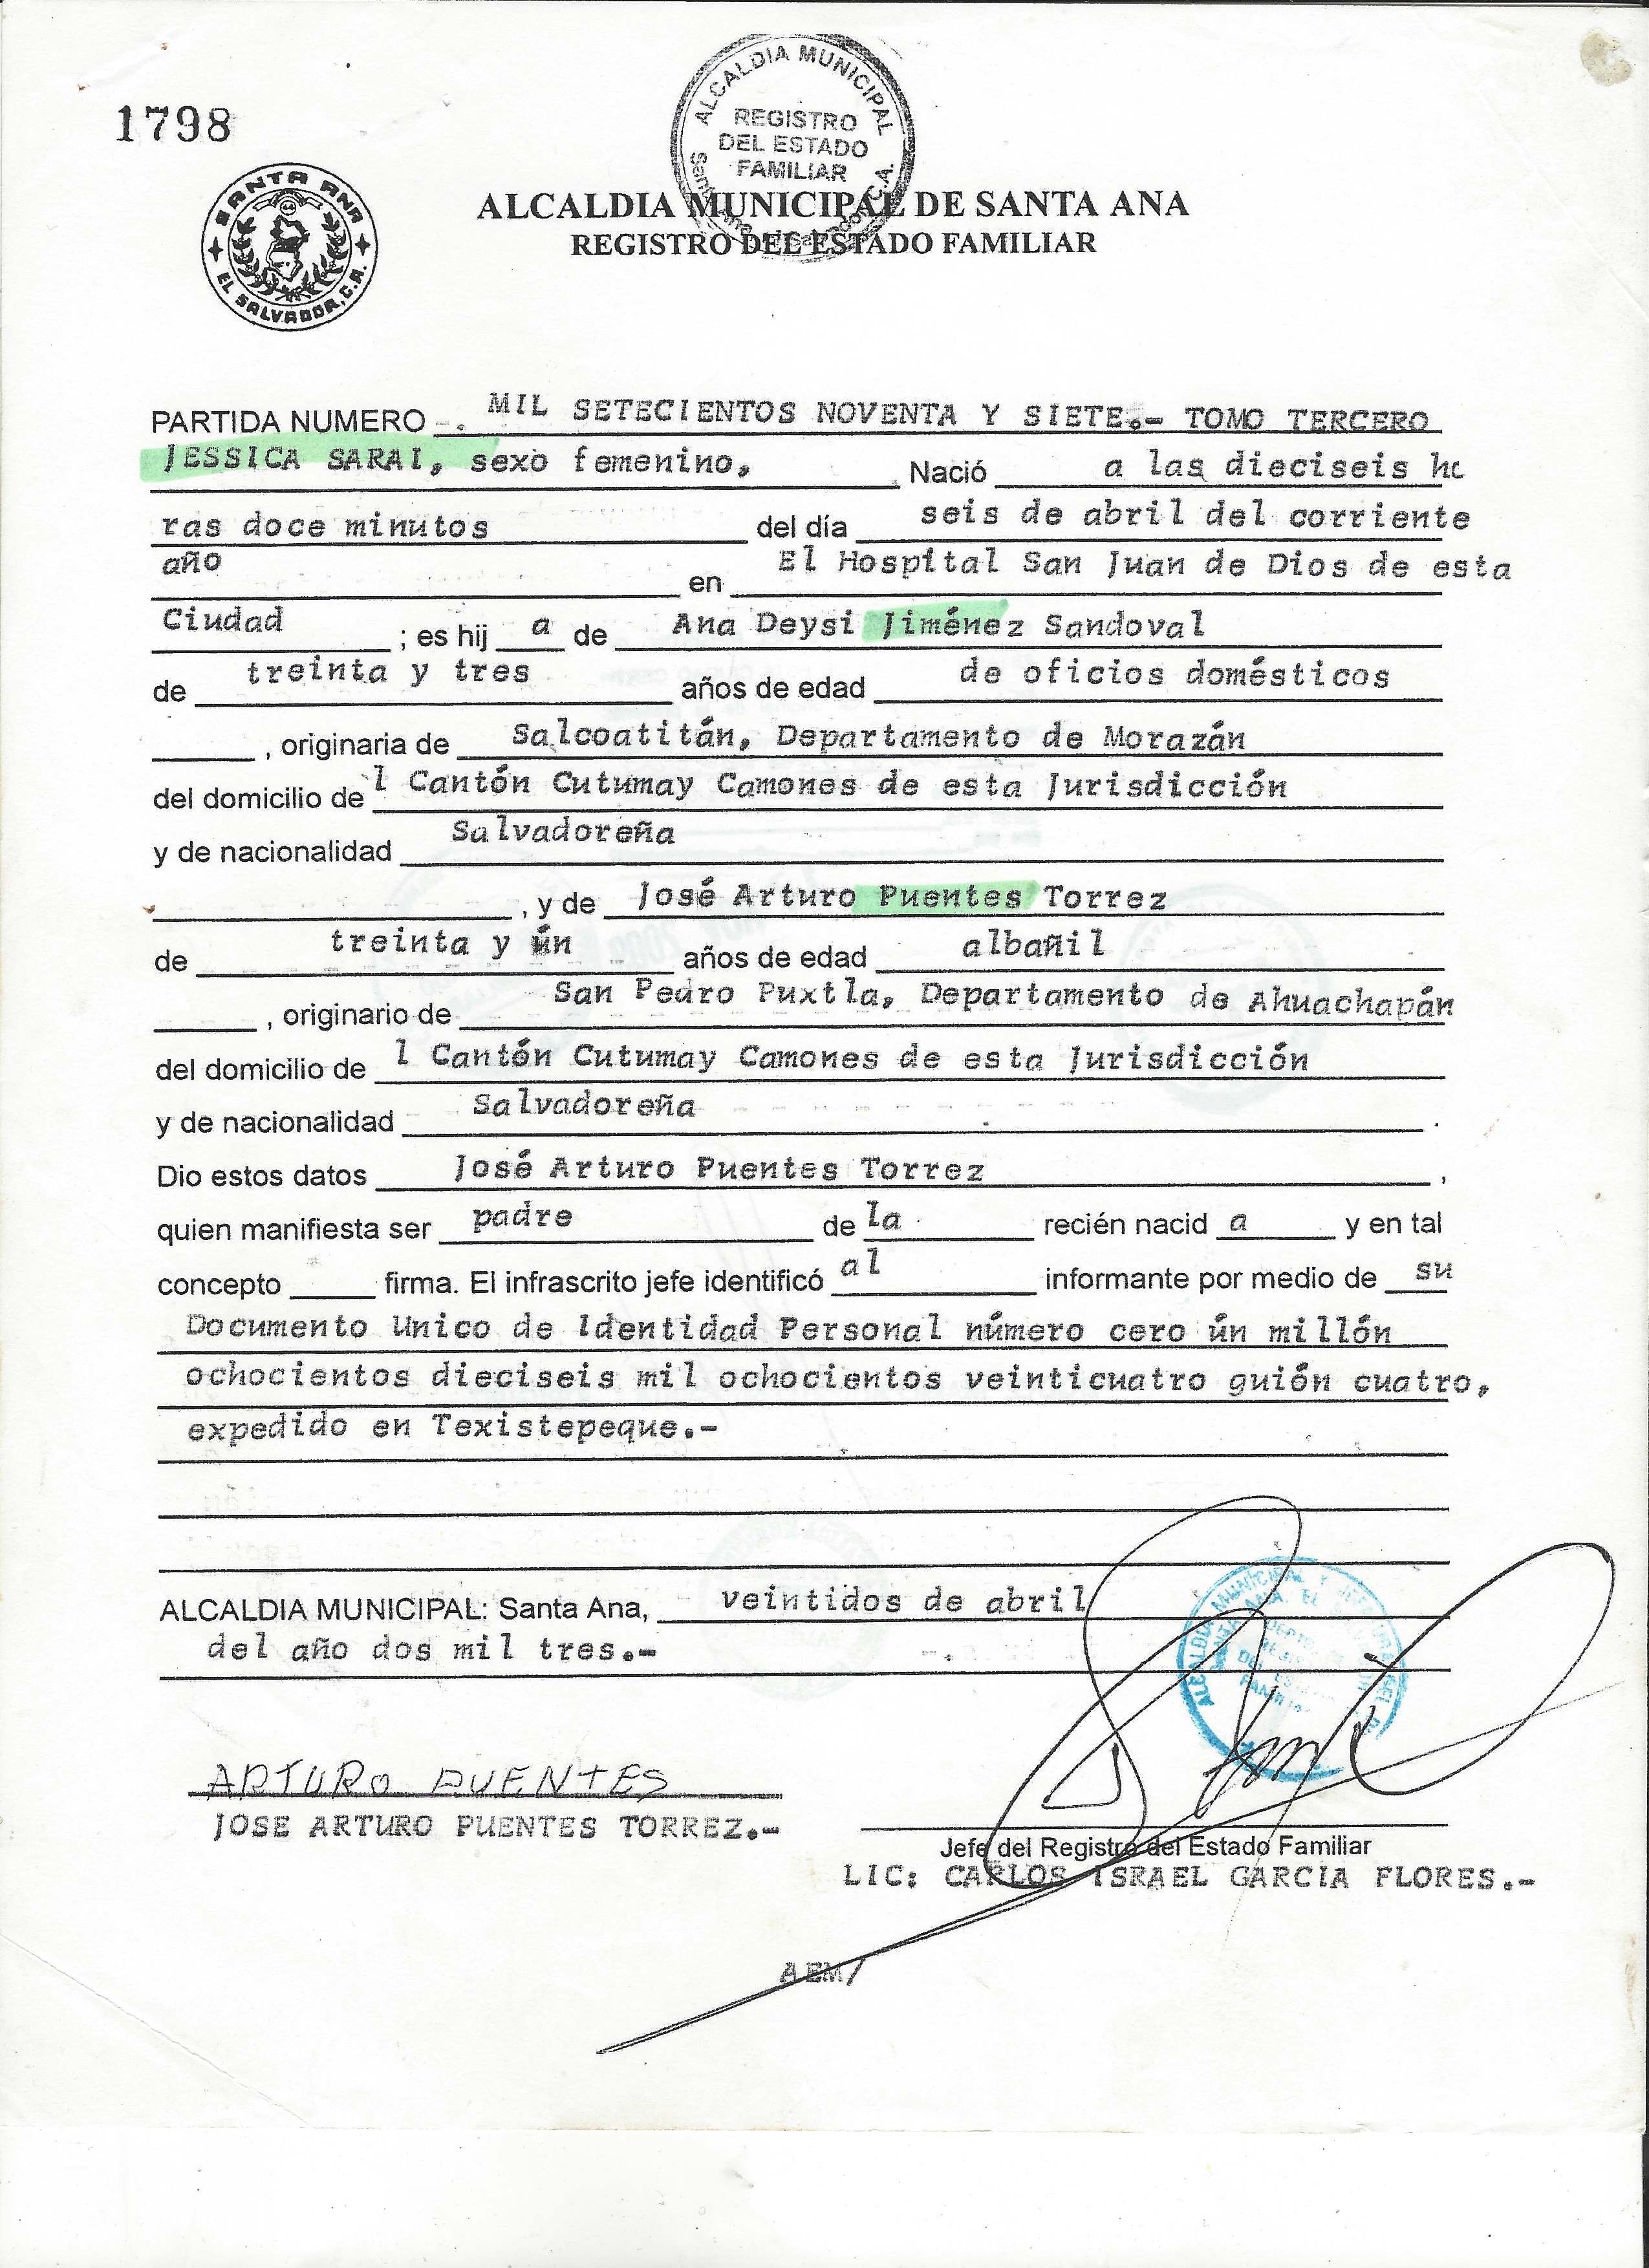 1798
ALCALDIA MUNICIPAL
REGISTRO
DEL ESTADO
FAMILIAR
Santa Ana, El Salvador, C.A.
SANTA ANA
EL SALVADOR, C.A.
ALCALDIA MUNICIPAL DE SANTA ANA
REGISTRO DEL ESTADO FAMILIAR
PARTIDA NUMERO -. MIL SETECIENTOS NOVENTA Y SIETE.- TOMO TERCERO
JESSICA SARAI, sexo femenino, Nació a las dieciseis ho
ras doce minutos del día seis de abril del corriente
año en El Hospital San Juan de Dios de esta
Ciudad ; es hij a de Ana Deysi Jiménez Sandoval
de treinta y tres años de edad de oficios domésticos
, originaria de Salcoatitán, Departamento de Morazán
del domicilio de l Cantón Cutumay Camones de esta Jurisdicción
y de nacionalidad Salvadoreña
, y de José Arturo Puentes Torrez
de treinta y ún años de edad albañil
, originario de San Pedro Puxtla, Departamento de Ahuachapán
del domicilio de l Cantón Cutumay Camones de esta Jurisdicción
y de nacionalidad Salvadoreña .
Dio estos datos José Arturo Puentes Torrez ,
quien manifiesta ser padre de la recién nacid a y en tal
concepto firma. El infrascrito jefe identificó al informante por medio de su
Documento Unico de Identidad Personal número cero ún millón
ochocientos dieciseis mil ochocientos veinticuatro guión cuatro,
expedido en Texistepeque.-
ALCALDIA MUNICIPAL: Santa Ana, veintidos de abril
del año dos mil tres.-
ARTURO PUENTES
JOSE ARTURO PUENTES TORREZ.-
Jefe del Registro del Estado Familiar
LIC: CARLOS ISRAEL GARCIA FLORES.-
AEM/